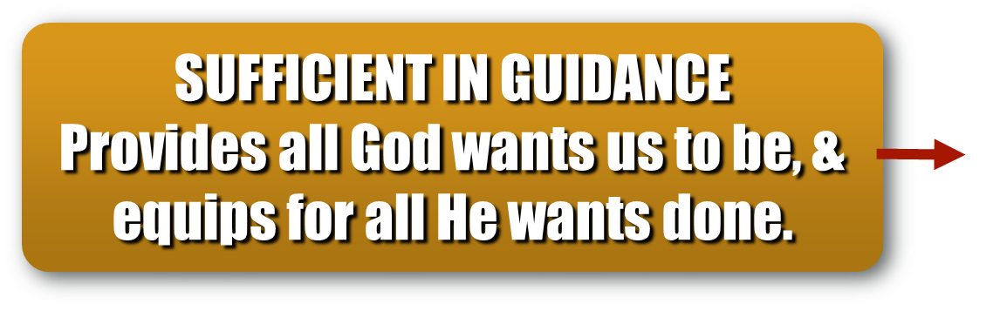 SUFFICIENT IN GUIDANCE
Provides all God wants us to be, &
equips for all He wants done.